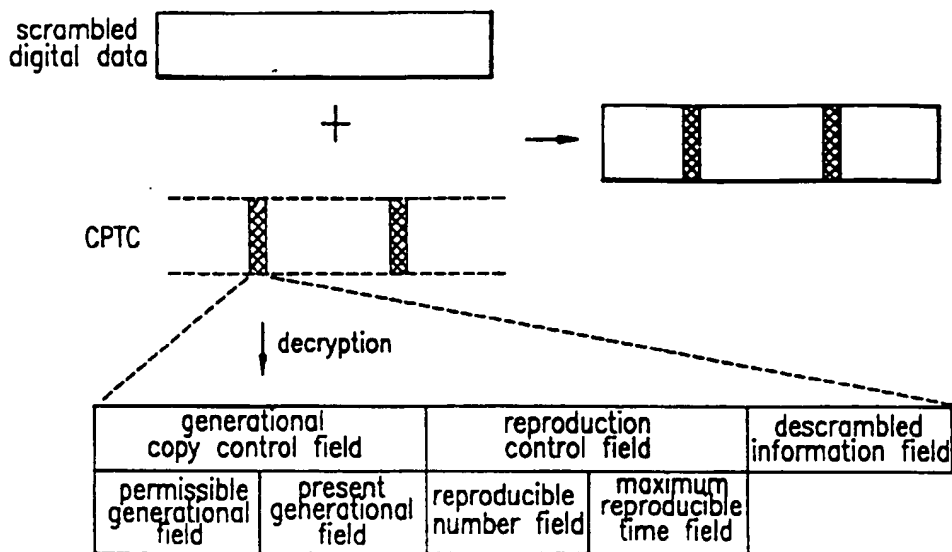 scrambled
digital data
+
CPTC
decryption
generational
copy control field
reproduction
control field
descrambled
information field
permissible
generational
field
present
generational
field
reproducible
number field
maximum
reproducible
time field